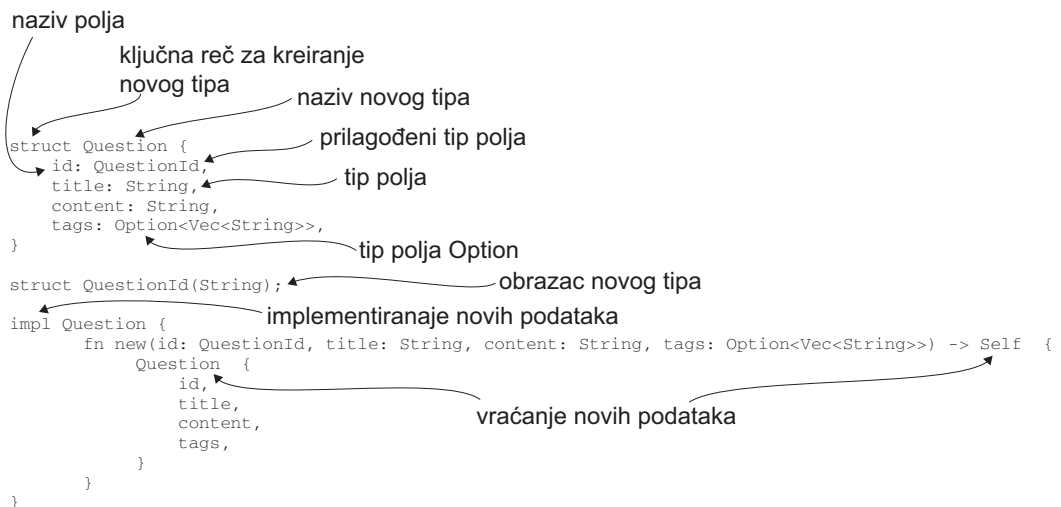 naziv polja
ključna reč za kreiranje
novog tipa
naziv novog tipa
struct Question {
prilagođeni tip polja
id: QuestionId,
tip polja
title: String,
content: String,
tags: Option<Vec<String>>,
}
tip polja Option
struct QuestionId(String);
obrazac novog tipa
impl Question {
implementiranaje novih podataka
fn new(id: QuestionId, title: String, content: String, tags: Option<Vec<String>>) -> Self {
Question {
id,
title,
vraćanje novih podataka
content,
tags,
}
}
}